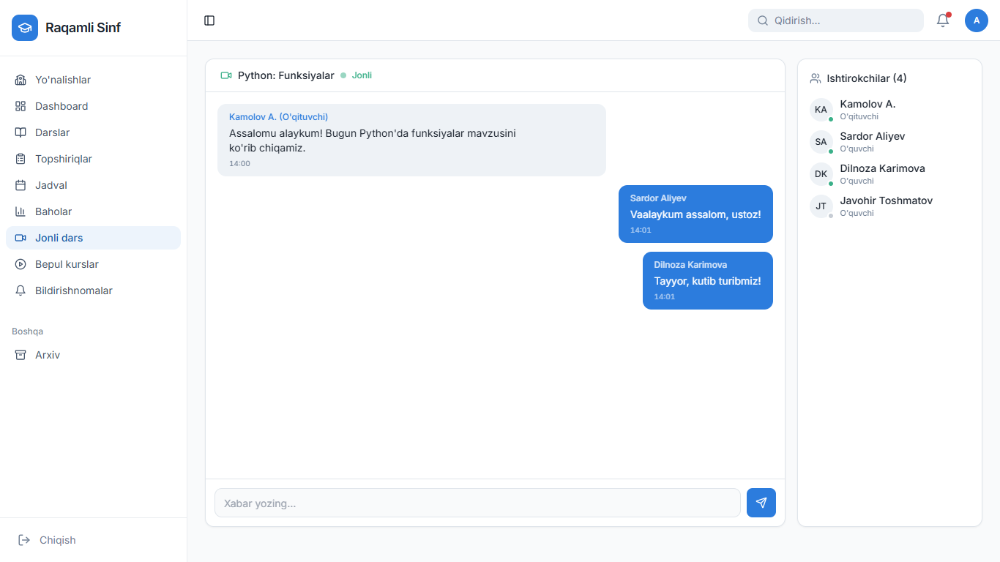 Raqamli Sinf
Qidirish...
A
Yo'nalishlar
Dashboard
Darslar
Topshiriqlar
Jadval
Baholar
Jonli dars
Bepul kurslar
Bildirishnomalar
Boshqa
Arxiv
Chiqish
Python: Funksiyalar
Jonli
Kamolov A. (O'qituvchi)
Assalomu alaykum! Bugun Python'da funksiyalar mavzusini
ko'rib chiqamiz.
14:00
Sardor Aliyev
Vaalaykum assalom, ustoz!
14:01
Dilnoza Karimova
Tayyor, kutib turibmiz!
14:01
Xabar yozing...
Ishtirokchilar (4)
KA
Kamolov A.
O'qituvchi
SA
Sardor Aliyev
O'quvchi
DK
Dilnoza Karimova
O'quvchi
JT
Javohir Toshmatov
O'quvchi